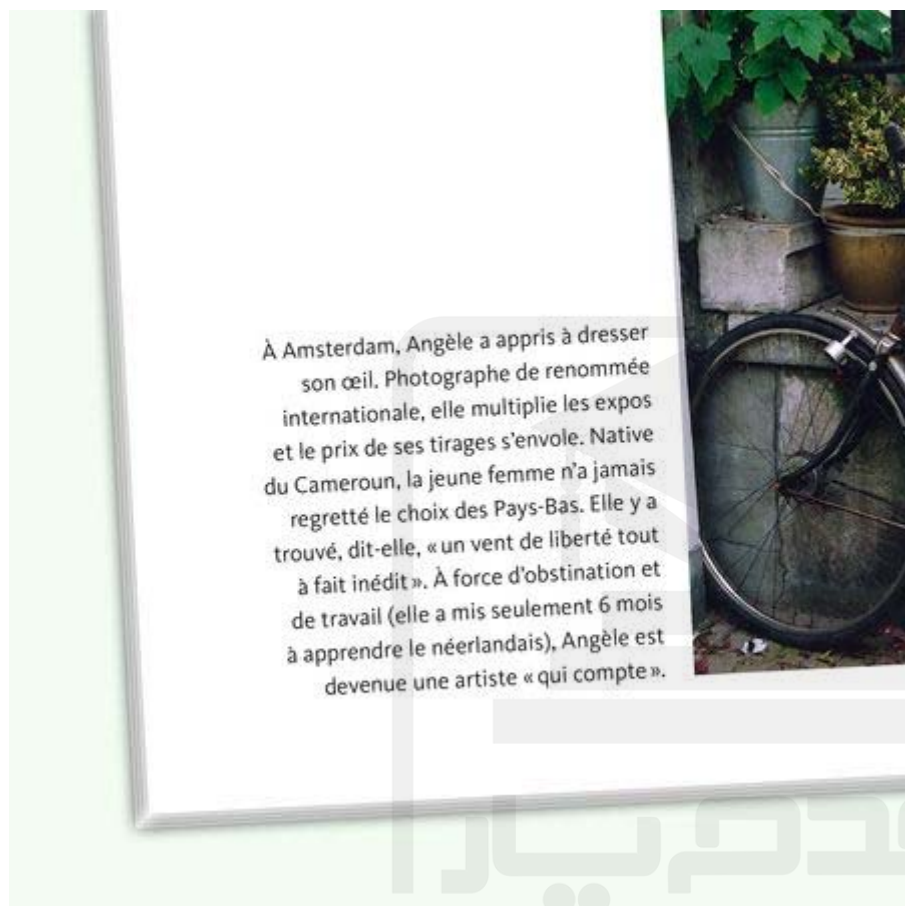 À Amsterdam, Angèle a appris à dresser
son œil. Photographe de renommée
internationale, elle multiplie les expos
et le prix de ses tirages s'envole. Native
du Cameroun, la jeune femme n'a jamais
regretté le choix des Pays-Bas. Elle y a
trouvé, dit-elle, « un vent de liberté tout
à fait inédit ». À force d'obstination et
de travail (elle a mis seulement 6 mois
à apprendre le néerlandais), Angèle est
devenue une artiste « qui compte ».